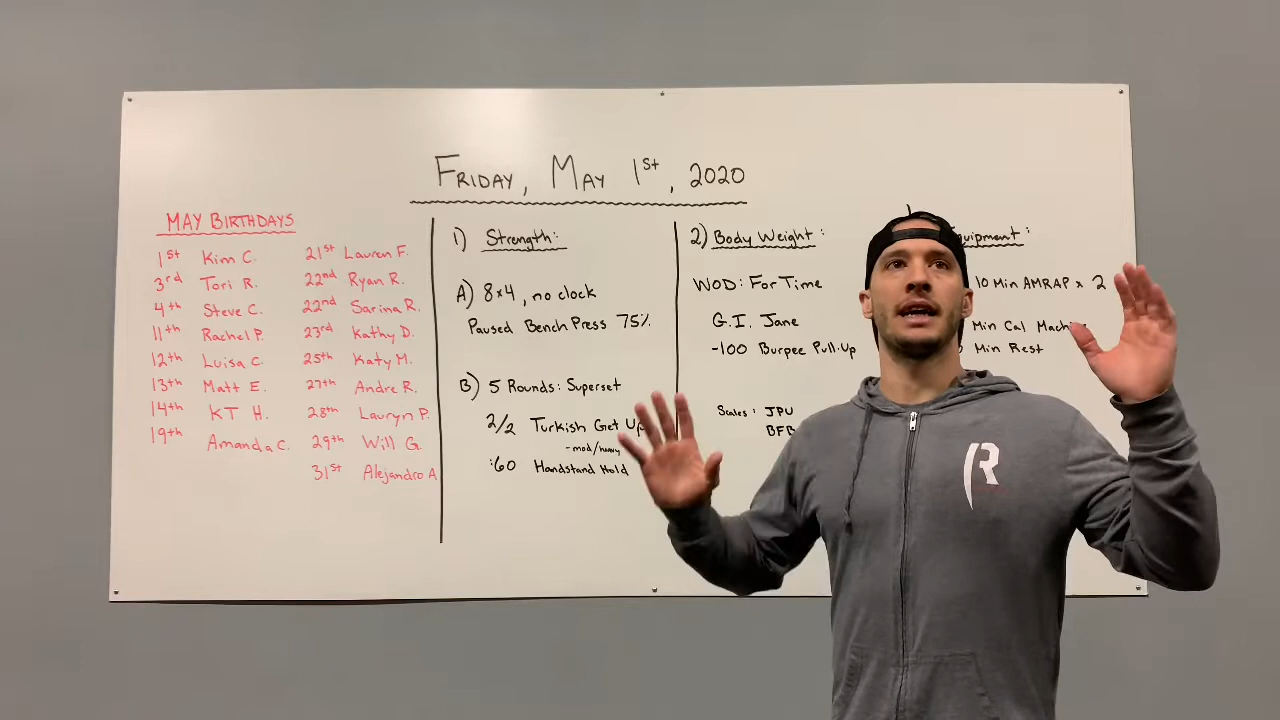 Friday, May 1st, 2020
May Birthdays
1st Kim C.
3rd Tori R.
4th Steve C.
11th Rachel P.
12th Luisa C.
13th Matt E.
14th KT H.
19th Amanda C.
21st Lauren F.
22nd Ryan R.
22nd Sarina R.
23rd Kathy D.
25th Katy M.
27th Andre R.
28th Lauryn P.
29th Will G.
31st Alejandro A
1) Strength:
A) 8x4, no clock
Paused Bench Press 75%
B) 5 Rounds: Superset
2/2 Turkish Get Up
-mod/heavy
:60 Handstand Hold
2) Body Weight:
WOD: For Time
G.I. Jane
-100 Burpee Pull-Up
Scales: JPU
BFB
10 Min AMRAP x 2
Min Cal
Min Rest
R